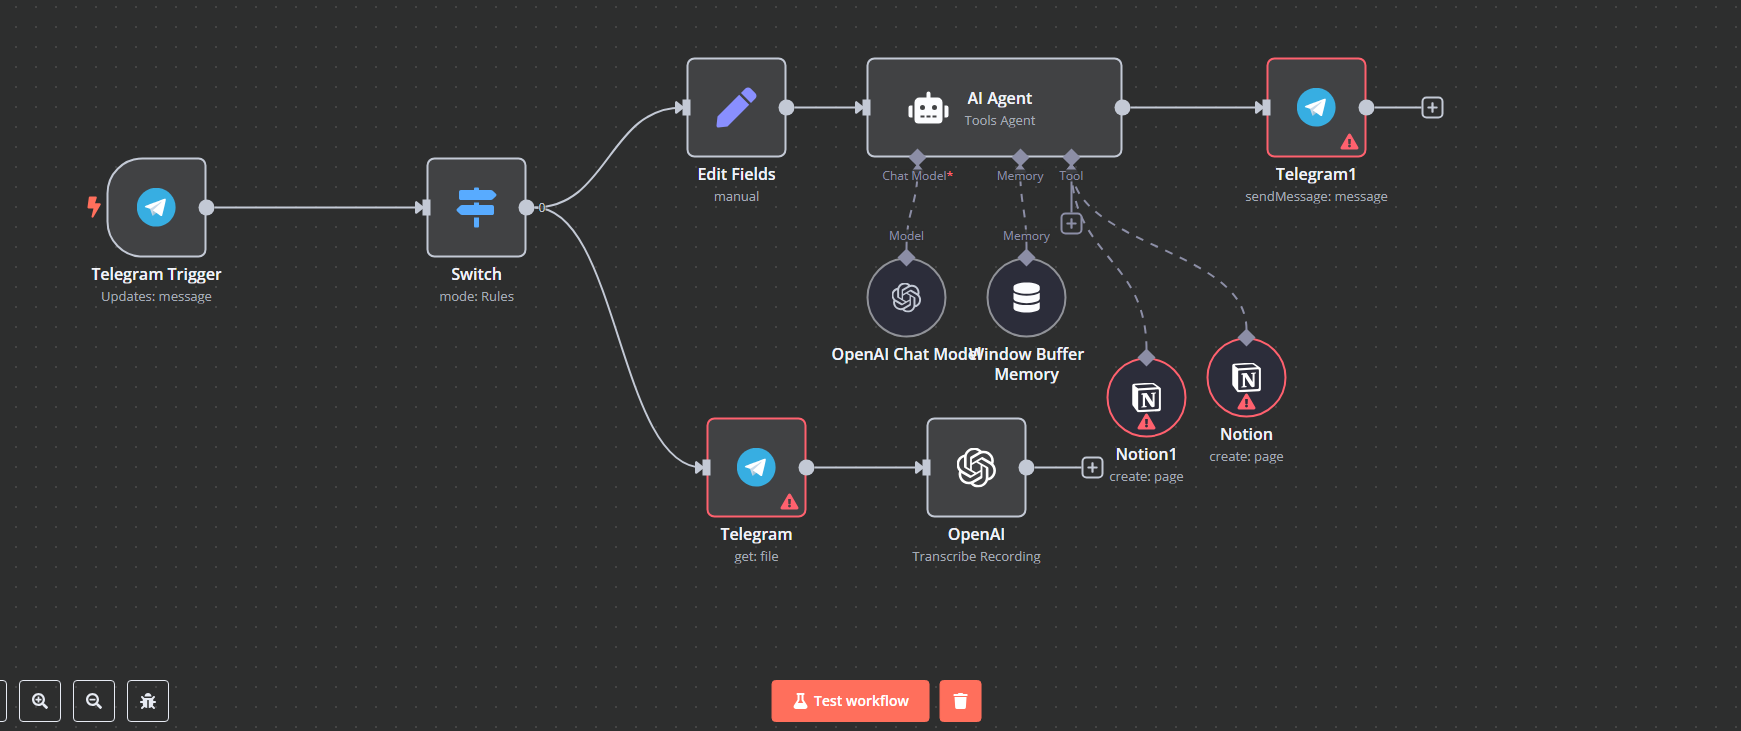 AI Agent
Tools Agent
Edit Fields
manual
Chat Model*
Memory
Tool
Telegram1
sendMessage: message
0
Model
Memory
Telegram Trigger
Updates: message
Switch
mode: Rules
OpenAI Chat Model
Window Buffer
Memory
Notion1
create: page
Notion
create: page
Telegram
get: file
OpenAI
Transcribe Recording
Test workflow